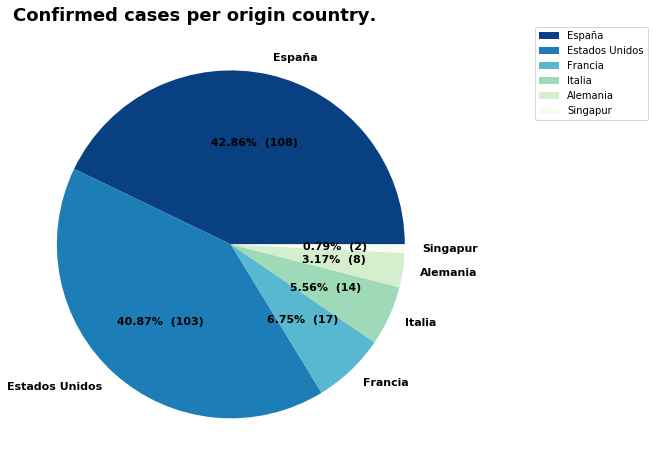 Confirmed cases per origin country.
España
Estados Unidos
Francia
Italia
Alemania
Singapur
España
42.86% (108)
0.79% (2)
Singapur
3.17% (8)
Alemania
5.56% (14)
40.87% (103)
6.75% (17)
Italia
Francia
Estados Unidos